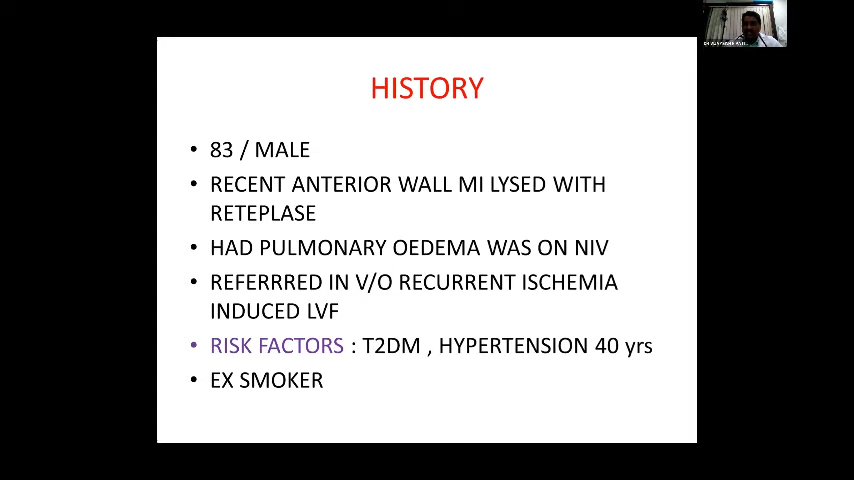 HISTORY
• 83 / MALE
• RECENT ANTERIOR WALL MI LYSED WITH
RETEPLASE
• HAD PULMONARY OEDEMA WAS ON NIV
• REFERRRED IN V/O RECURRENT ISCHEMIA
INDUCED LVF
• RISK FACTORS : T2DM , HYPERTENSION 40 yrs
• EX SMOKER